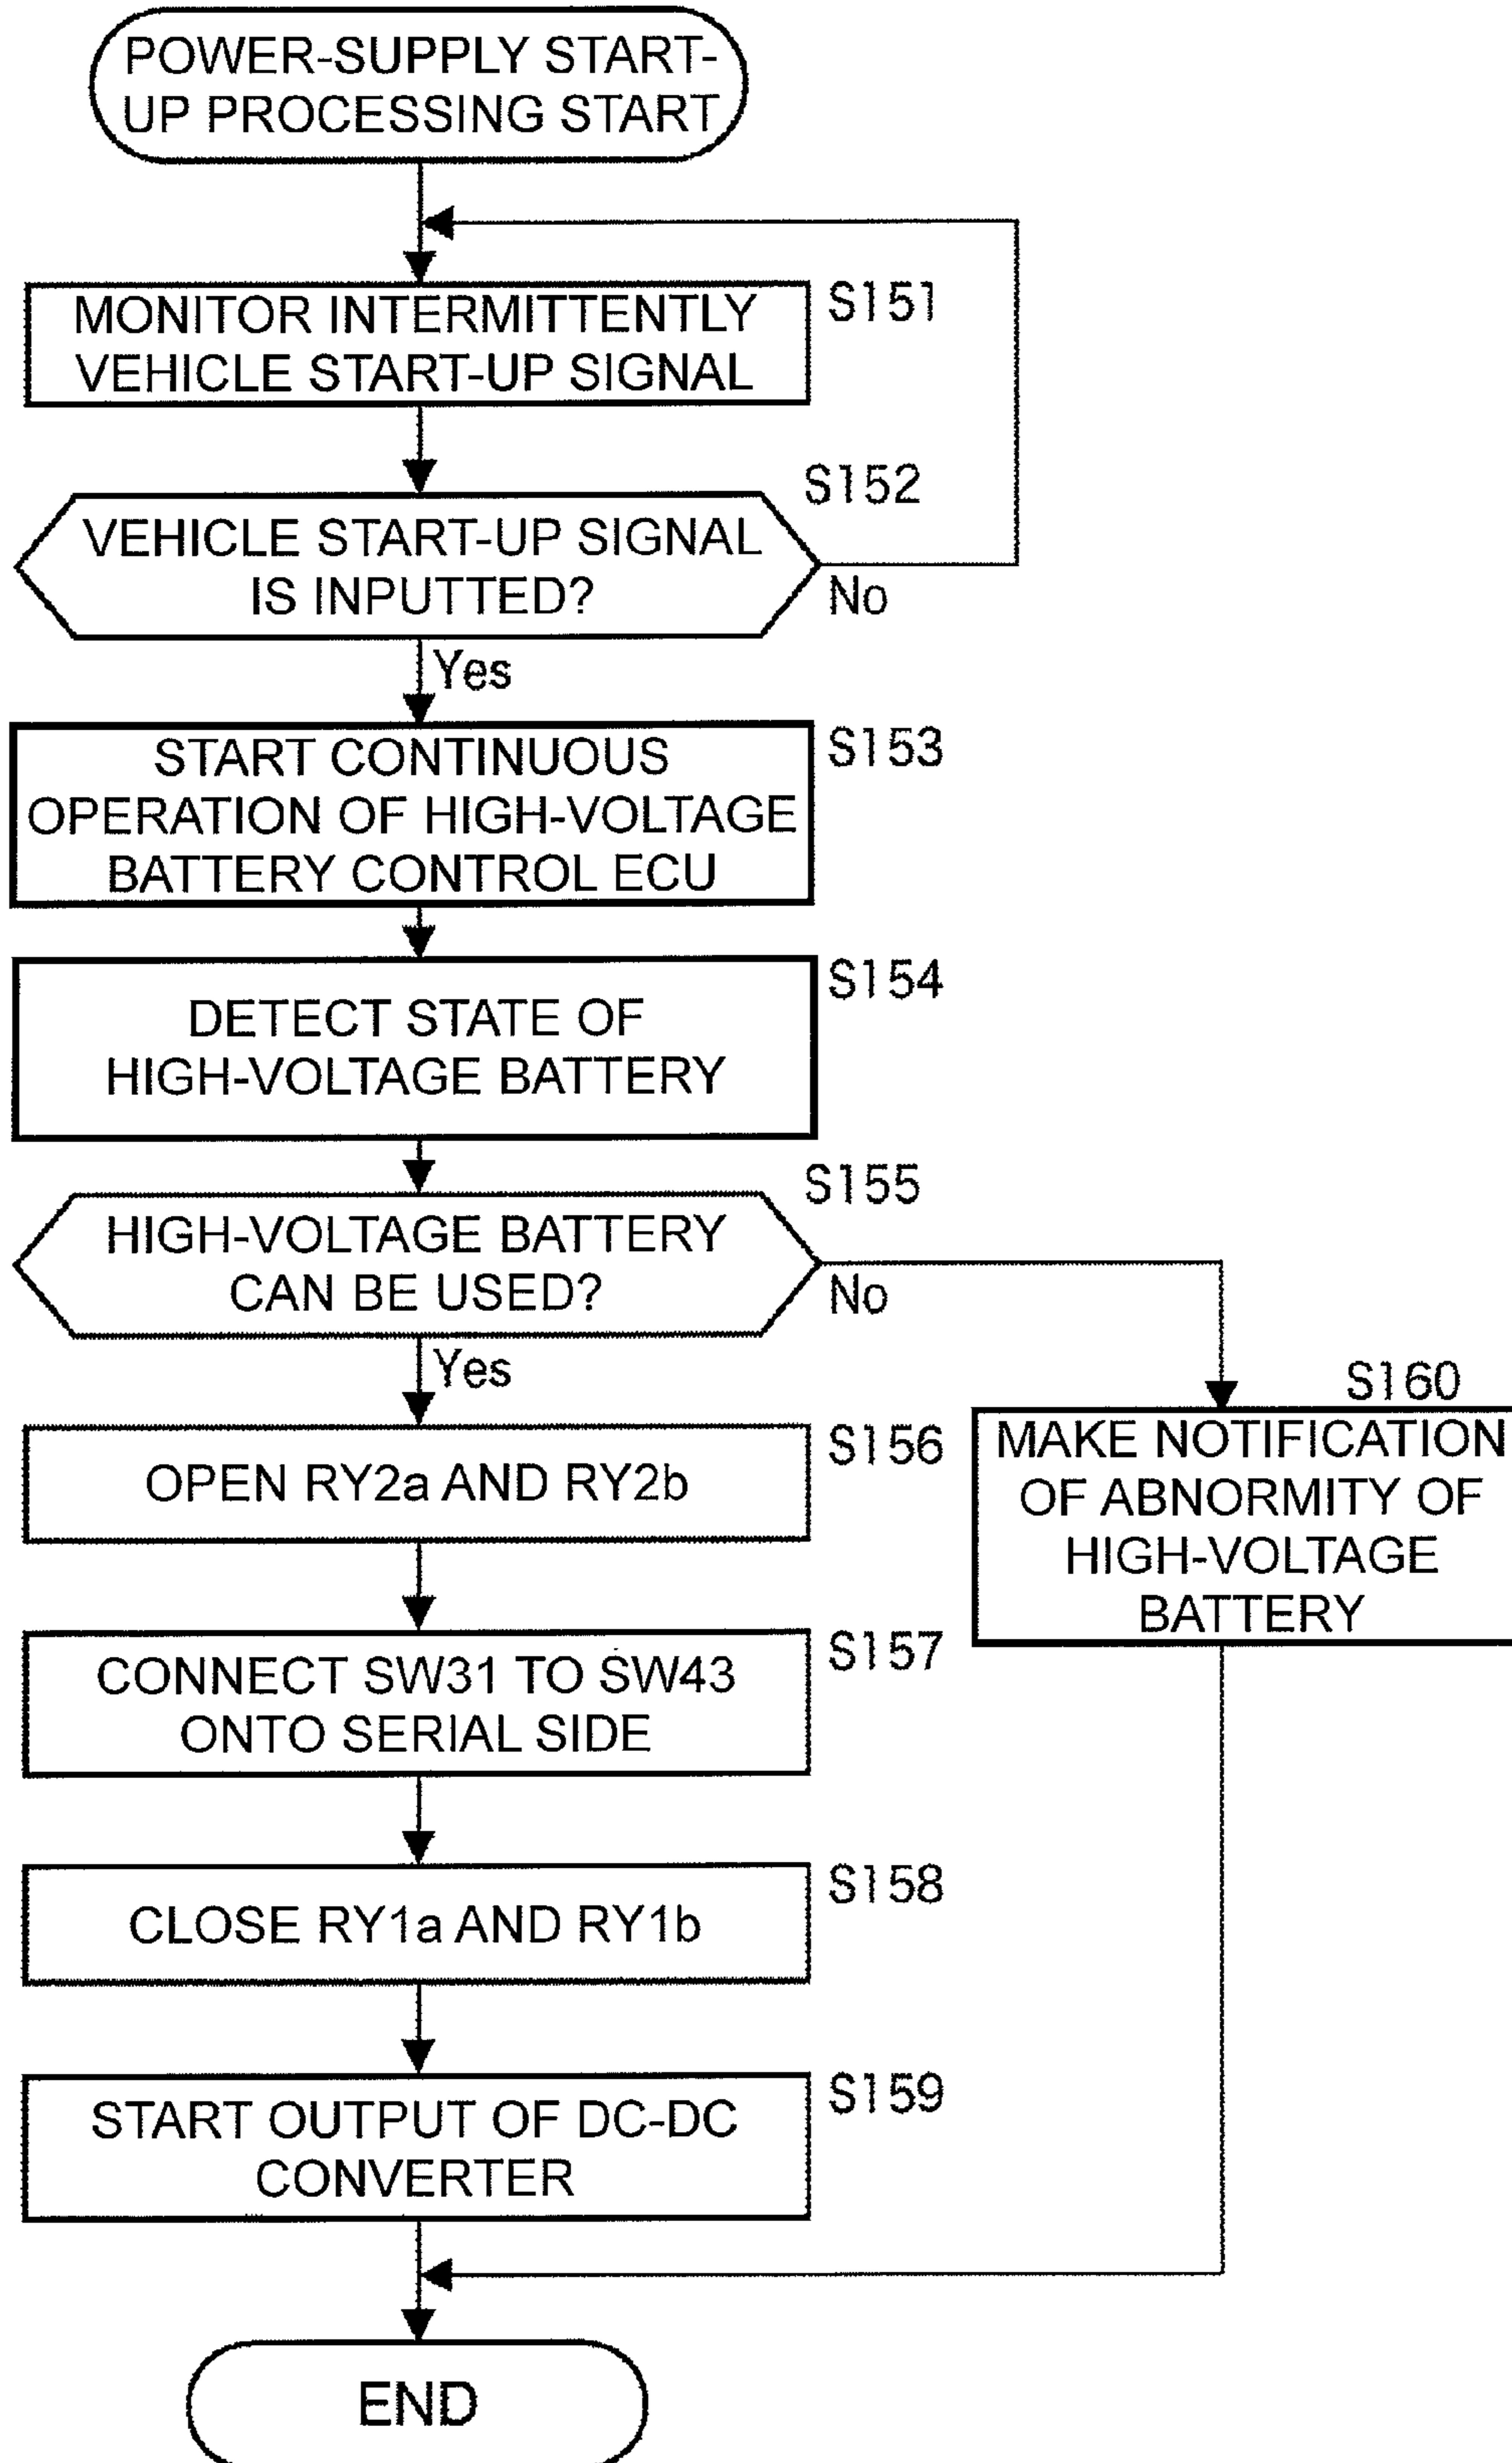 POWER-SUPPLY START-
UP PROCESSING START
MONITOR INTERMITTENTLY
VEHICLE START-UP SIGNAL
S151
VEHICLE START-UP SIGNAL
IS INPUTTED?
S152
No
Yes
START CONTINUOUS
OPERATION OF HIGH-VOLTAGE
BATTERY CONTROL ECU
S153
DETECT STATE OF
HIGH-VOLTAGE BATTERY
S154
HIGH-VOLTAGE BATTERY
CAN BE USED?
S155
No
Yes
OPEN RY2a AND RY2b
S156
S160
MAKE NOTIFICATION
OF ABNORMITY OF
HIGH-VOLTAGE
BATTERY
CONNECT SW31 TO SW43
ONTO SERIAL SIDE
S157
CLOSE RY1a AND RY1b
S158
START OUTPUT OF DC-DC
CONVERTER
S159
END